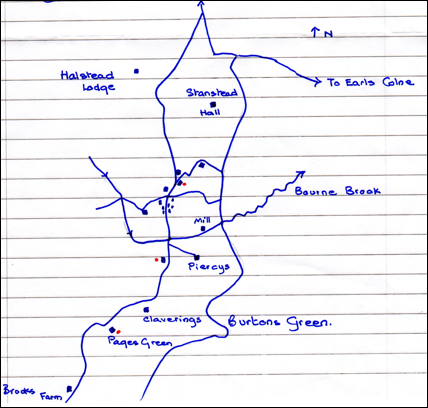 N
Halstead
Lodge
Stanstead
Hall
To Earls Colne
Bourne Brook
Mill
Piercys
Claverings
Burtons Green.
Pages Green
Brooks
Farm